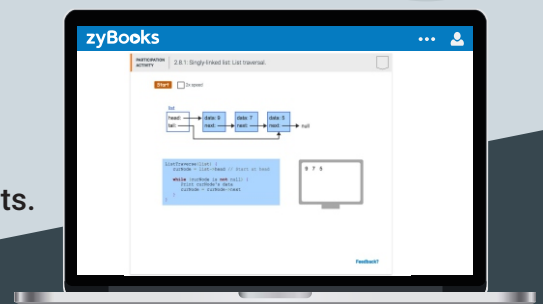 zyBooks
PARTICIPATION ACTIVITY 2.8.1: Singly-linked list: List traversal.
Start 2x speed
list
head: data: 9 data: 7 data: 5
tail: next: next: next: null
ListTraverse(list) {
curNode = list⇢head // Start at head
while (curNode is not null) {
Print curNode's data
curNode = curNode⇢next
}
}
9 7 5
Feedback?
ts.